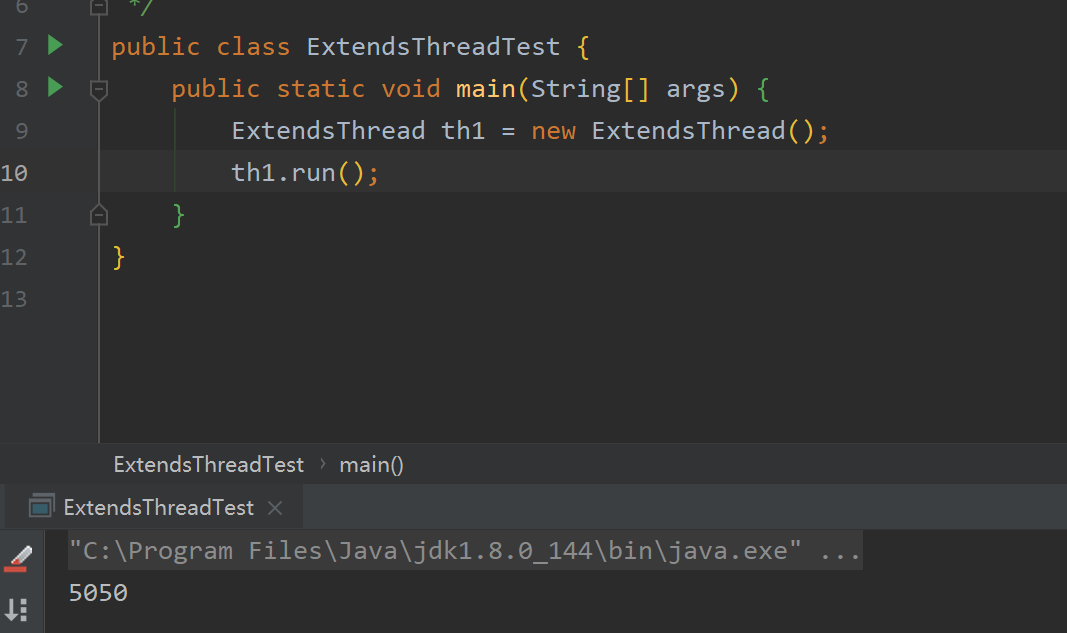 6 */
7 public class ExtendsThreadTest {
8 public static void main(String[] args) {
9 ExtendsThread th1 = new ExtendsThread();
10 th1.run();
11 }
12 }
13
ExtendsThreadTest › main()
ExtendsThreadTest ×
"C:\Program Files\Java\jdk1.8.0_144\bin\java.exe" ...
5050